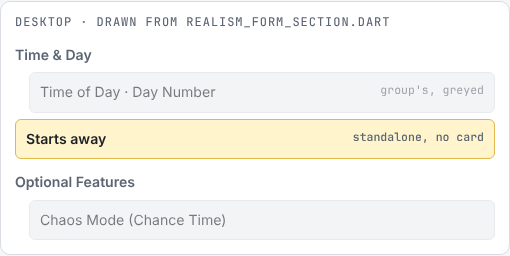 DESKTOP · DRAWN FROM REALISM_FORM_SECTION.DART
Time & Day
Time of Day · Day Number group's, greyed
Starts away standalone, no card
Optional Features
Chaos Mode (Chance Time)